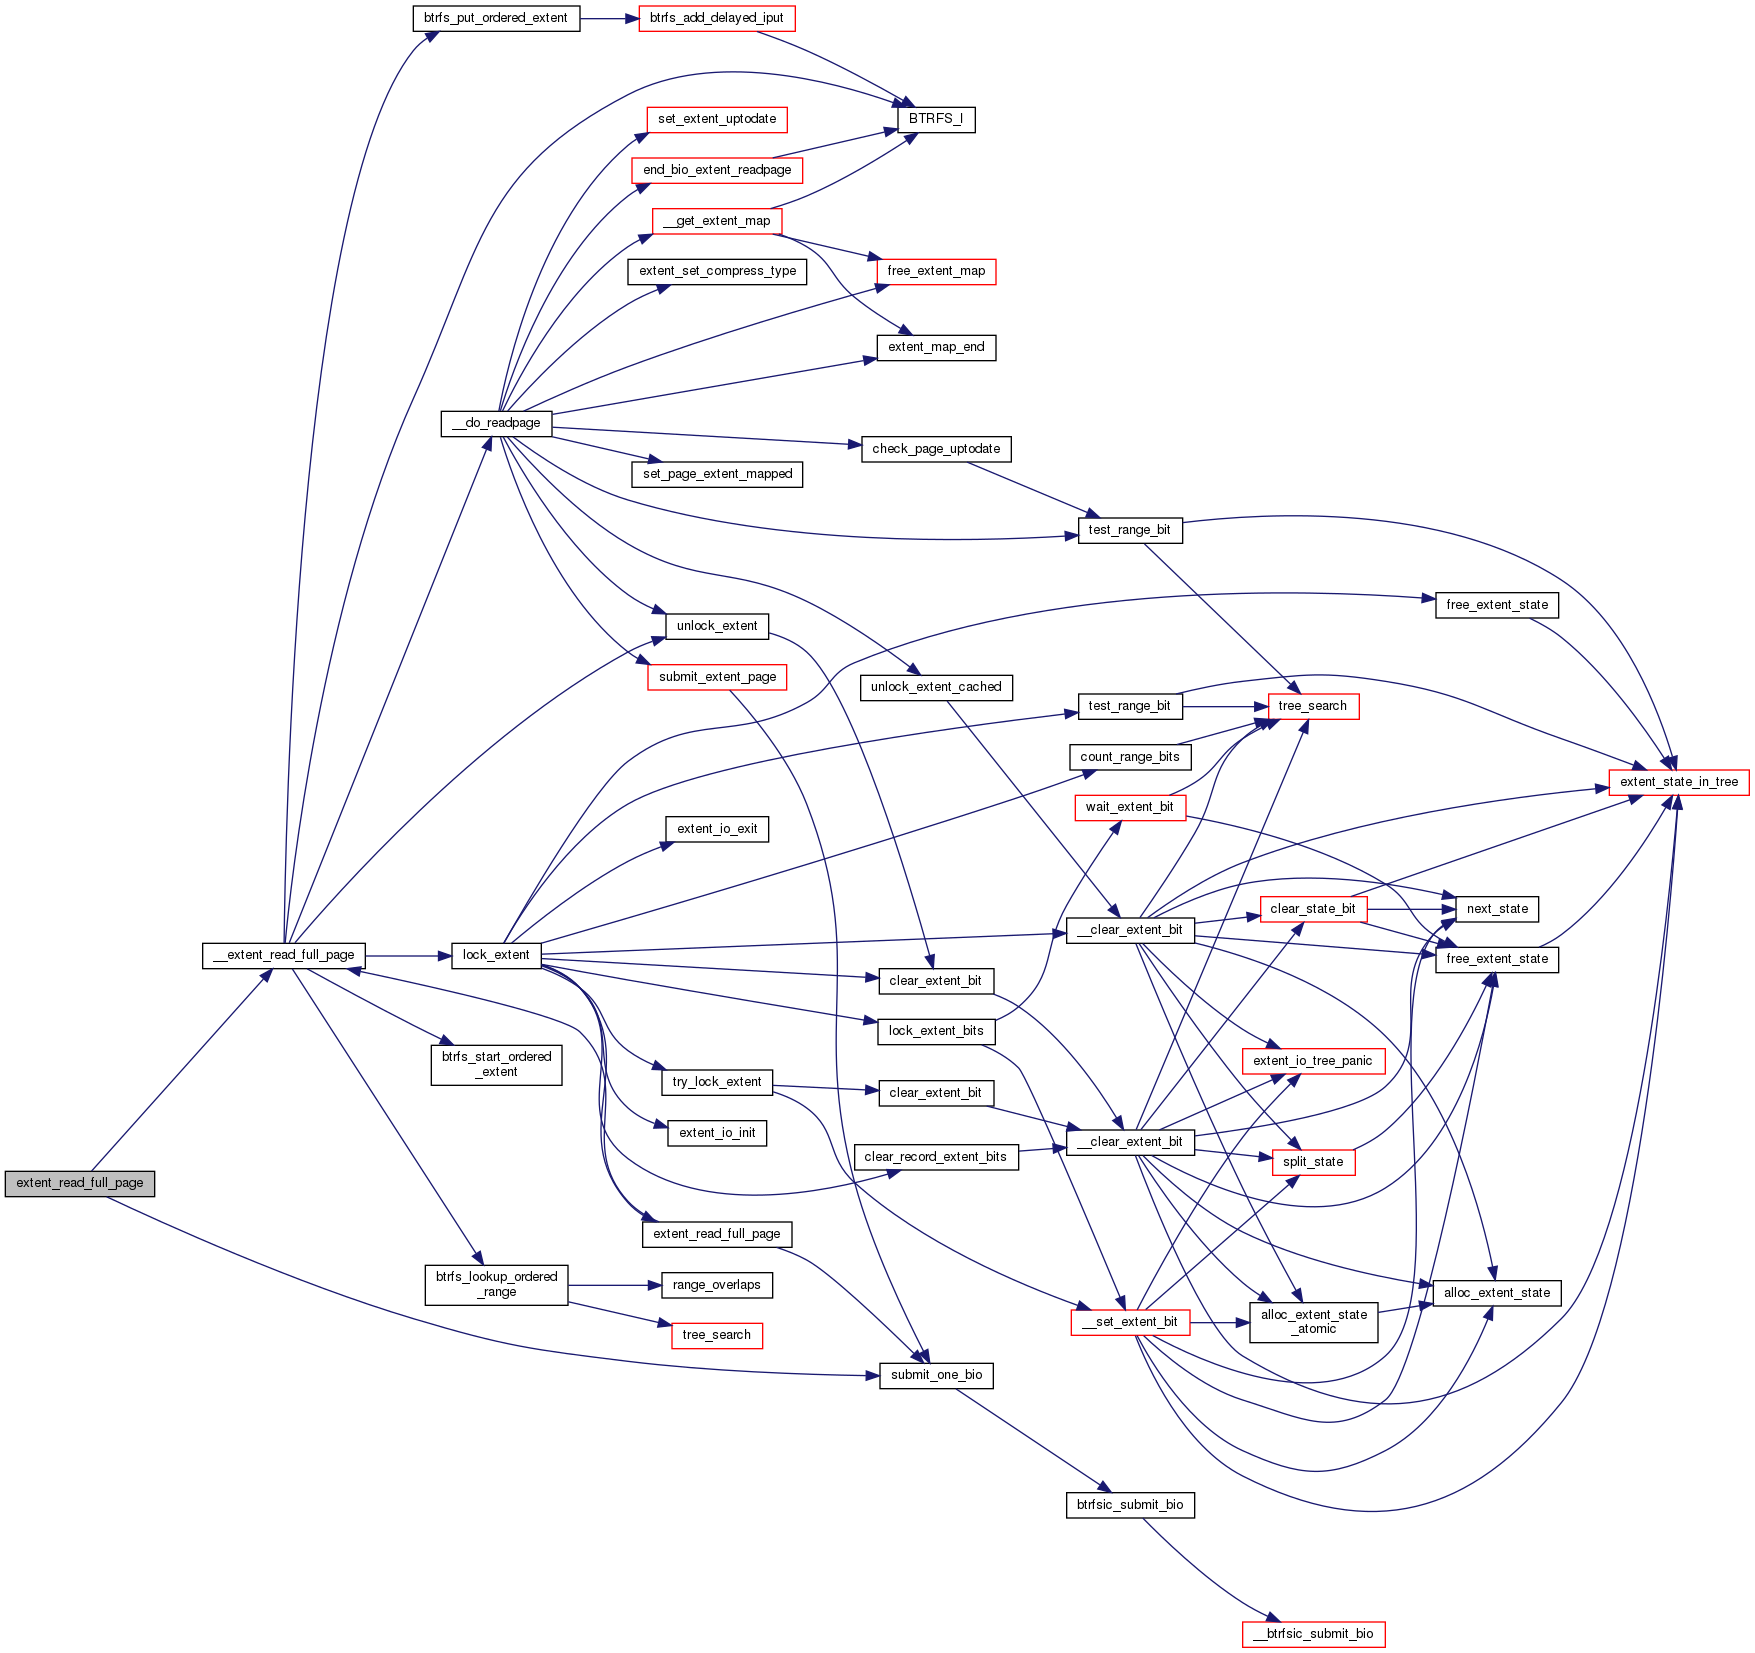 btrfs_put_ordered_extent
btrfs_add_delayed_iput
BTRFS_I
set_extent_uptodate
end_bio_extent_readpage
__get_extent_map
extent_set_compress_type
free_extent_map
extent_map_end
__do_readpage
check_page_uptodate
set_page_extent_mapped
test_range_bit
free_extent_state
unlock_extent
submit_extent_page
unlock_extent_cached
test_range_bit
tree_search
count_range_bits
extent_state_in_tree
wait_extent_bit
extent_io_exit
clear_state_bit
next_state
__clear_extent_bit
__extent_read_full_page
lock_extent
free_extent_state
clear_extent_bit
lock_extent_bits
btrfs_start_ordered
_extent
extent_io_tree_panic
try_lock_extent
clear_extent_bit
extent_io_init
__clear_extent_bit
clear_record_extent_bits
split_state
extent_read_full_page
extent_read_full_page
btrfs_lookup_ordered
_range
range_overlaps
alloc_extent_state
tree_search
__set_extent_bit
alloc_extent_state
_atomic
submit_one_bio
btrfsic_submit_bio
__btrfsic_submit_bio